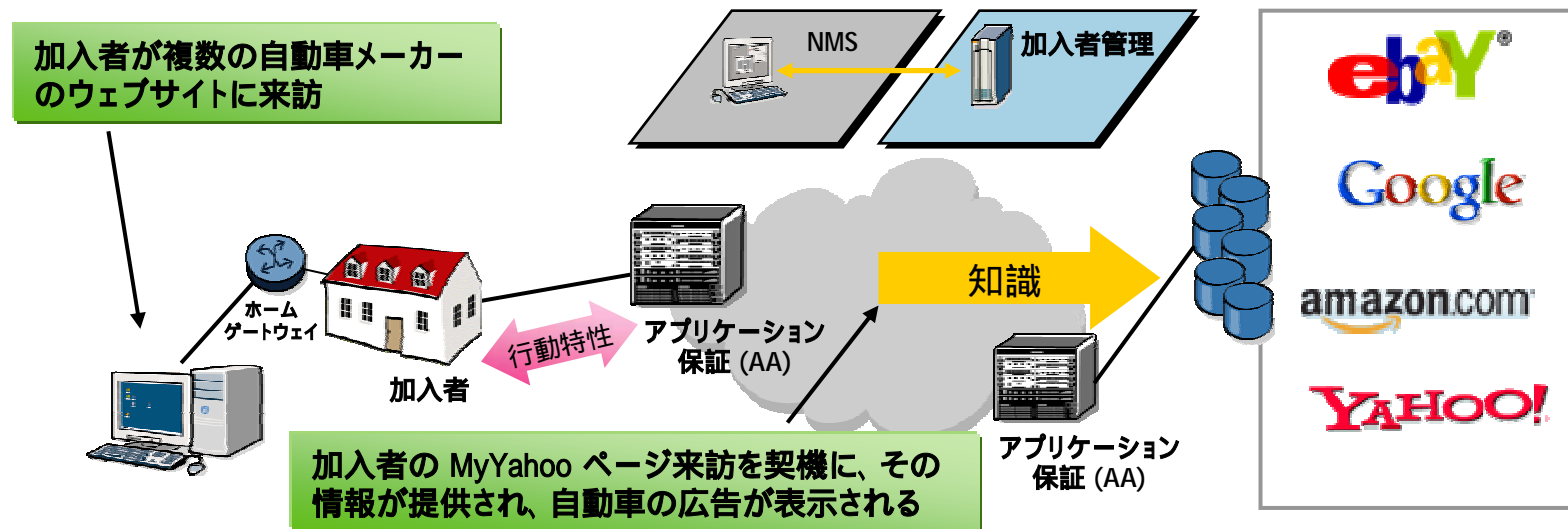 加入者が複数の自動車メーカー
のウェブサイトに来訪
NMS
加入者管理
ebaY®
Google
amazon.com
YAHOO!
知識
ホーム
ゲートウェイ
加入者
行動特性
アプリケーション
保証 (AA)
アプリケーション
保証 (AA)
加入者の MyYahoo ページ来訪を契機に、その
情報が提供され、自動車の広告が表示される